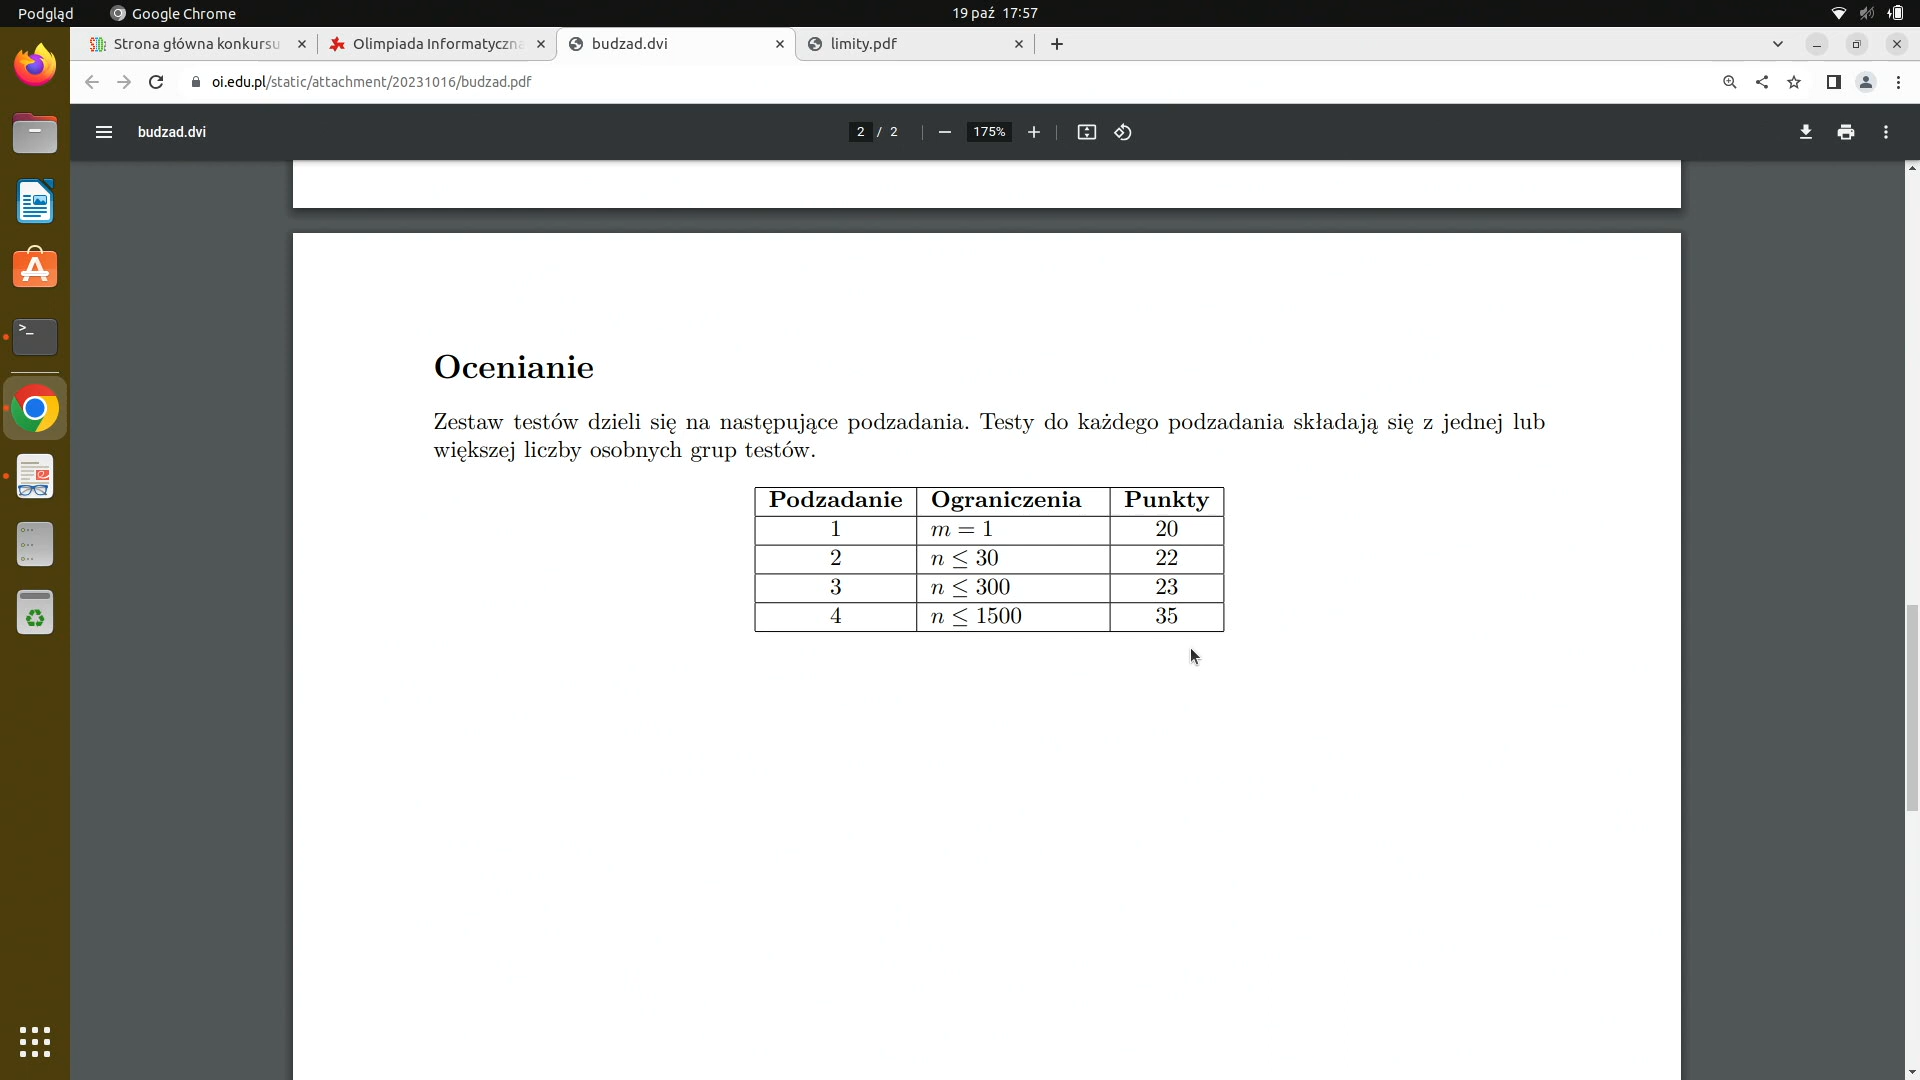 Podgląd
Google Chrome
19 paź 17:57
Strona główna konkursu
Olimpiada Informatyczna
budzad.dvi
limity.pdf
oi.edu.pl/static/attachment/20231016/budzad.pdf
budzad.dvi
2 / 2
175%
Ocenianie
Zestaw testów dzieli się na następujące podzadania. Testy do każdego podzadania składają się z jednej lub
większej liczby osobnych grup testów.
Podzadanie Ograniczenia Punkty
1 m = 1 20
2 n ≤ 30 22
3 n ≤ 300 23
4 n ≤ 1500 35